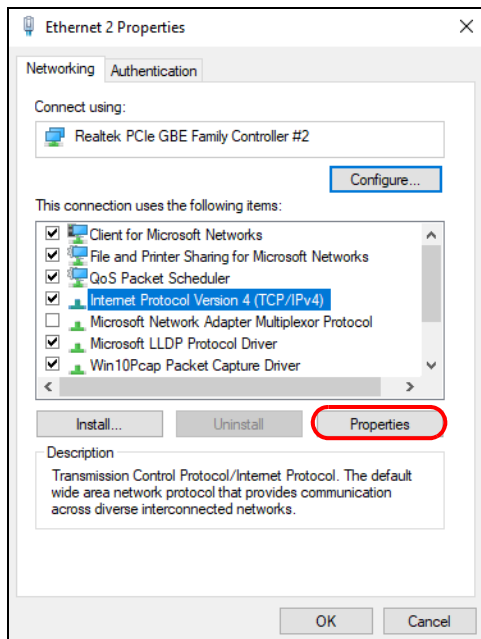 Ethernet 2 Properties
Networking
Authentication
Connect using:
Realtek PCIe GBE Family Controller #2
Configure...
This connection uses the following items:
Client for Microsoft Networks
File and Printer Sharing for Microsoft Networks
QoS Packet Scheduler
Internet Protocol Version 4 (TCP/IPv4)
Microsoft Network Adapter Multiplexor Protocol
Microsoft LLDP Protocol Driver
Win10Pcap Packet Capture Driver
Install...
Uninstall
Properties
Description
Transmission Control Protocol/Internet Protocol. The default
wide area network protocol that provides communication
across diverse interconnected networks.
OK
Cancel